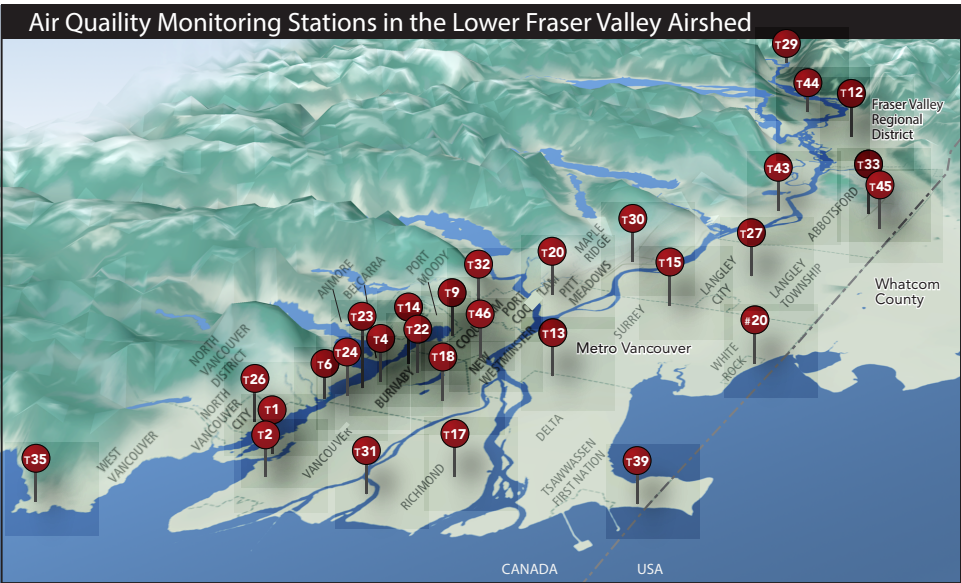 Air Quaility Monitoring Stations in the Lower Fraser Valley Airshed
T29
T44
T12
Fraser Valley
Regional
District
T33
T43
T45
ABBOTSFORD
T30
T27
MAPLE
RIDGE
T20
T15
T32
PORT
MOODY
ANMORE
BELCARRA
PITT
MEADOWS
LANGLEY
CITY
LANGLEY
TOWNSHIP
Whatcom
County
T9
T14
T46
PORT
COQ
T23
T22
T4
T13
SURREY
#20
Metro Vancouver
WHITE
ROCK
T24
T6
T18
NEW
WESTMINSTER
BURNABY
NORTH
VANCOUVER
DISTRICT
T26
NORTH
VANCOUVER
CITY
T1
T2
T35
WEST
VANCOUVER
VANCOUVER
T31
T17
RICHMOND
DELTA
TSAWWASSEN
FIRST NATION
T39
CANADA
USA